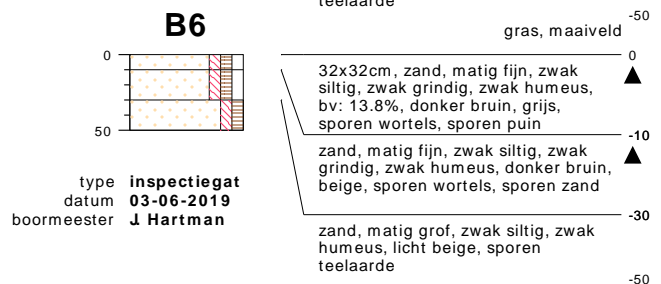 teelaarde
-50
B6
gras, maaiveld
0
0
32x32cm, zand, matig fijn, zwak
siltig, zwak grindig, zwak humeus,
bv: 13.8%, donker bruin, grijs,
sporen wortels, sporen puin
-10
50
zand, matig fijn, zwak siltig, zwak
grindig, zwak humeus, donker bruin,
beige, sporen wortels, sporen zand
-30
type inspectiegat
datum 03-06-2019
boormeester J. Hartman
zand, matig grof, zwak siltig, zwak
humeus, licht beige, sporen
teelaarde
-50